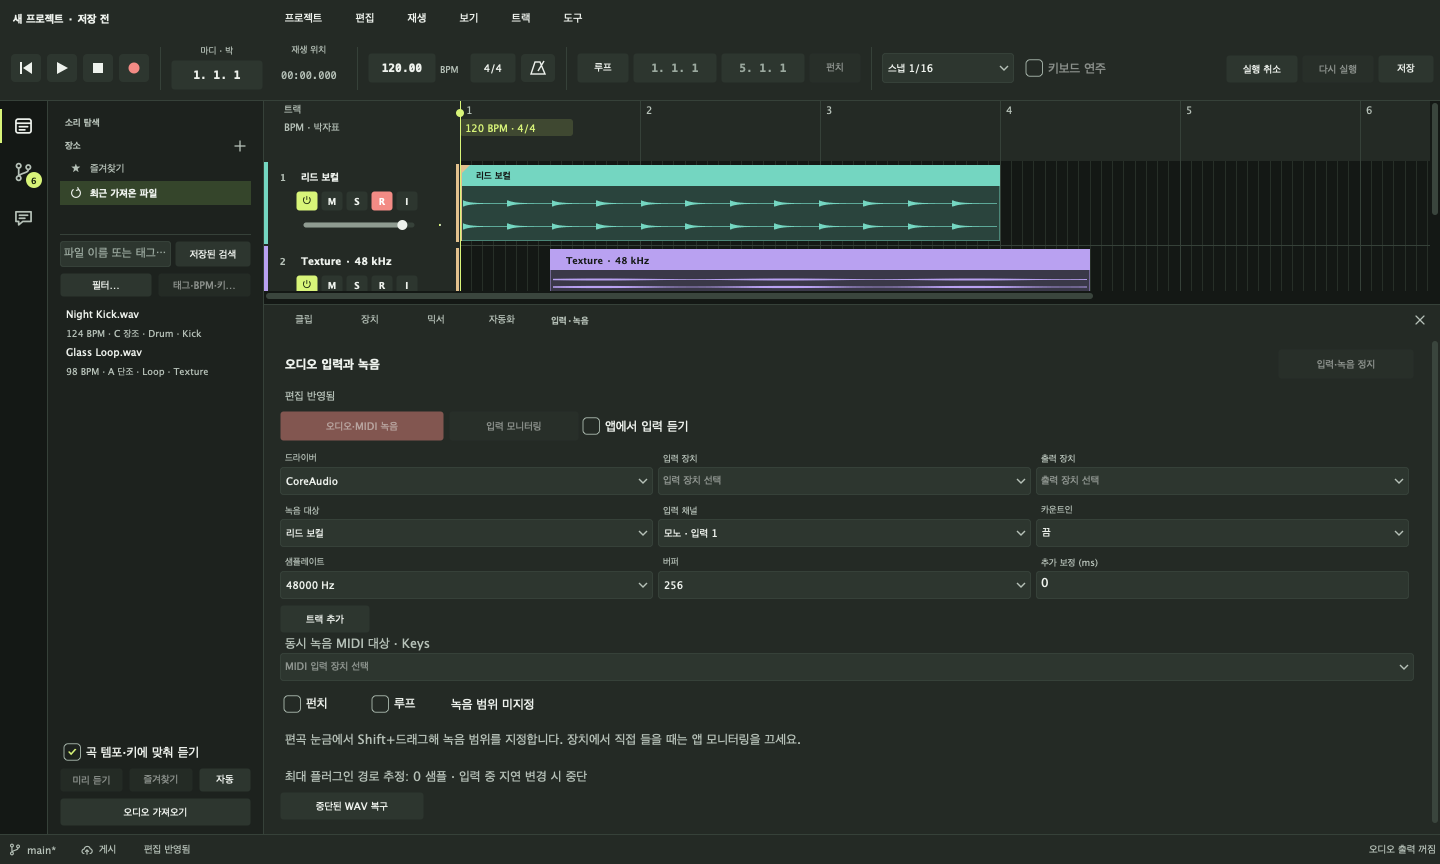 새 프로젝트 · 저장 전
프로젝트 편집 재생 보기 트랙 도구
마디 · 박
1. 1. 1
재생 위치
00:00.000
120.00 BPM 4/4
루프 1. 1. 1 5. 1. 1 펀치
스냅 1/16
키보드 연주
실행 취소 다시 실행 저장
6
소리 탐색
장소
즐겨찾기
최근 가져온 파일
파일 이름 또는 태그… 저장된 검색
필터... 태그·BPM·키...
Night Kick.wav
124 BPM · C 장조 · Drum · Kick
Glass Loop.wav
98 BPM · A 단조 · Loop · Texture
곡 템포·키에 맞춰 듣기
미리 듣기 즐겨찾기 자동
오디오 가져오기
트랙
BPM · 박자표
1 2 3 4 5 6
120 BPM · 4/4
1 리드 보컬
M S R I
리드 보컬
2 Texture · 48 kHz
M S R I
Texture · 48 kHz
클립 장치 믹서 자동화 입력·녹음
오디오 입력과 녹음
입력·녹음 정지
편집 반영됨
오디오·MIDI 녹음 입력 모니터링 앱에서 입력 듣기
드라이버 입력 장치 출력 장치
CoreAudio 입력 장치 선택 출력 장치 선택
녹음 대상 입력 채널 카운트인
리드 보컬 모노 · 입력 1 끔
샘플레이트 버퍼 추가 보정 (ms)
48000 Hz 256 0
트랙 추가
동시 녹음 MIDI 대상 · Keys
MIDI 입력 장치 선택
펀치 루프 녹음 범위 미지정
편곡 눈금에서 Shift+드래그해 녹음 범위를 지정합니다. 장치에서 직접 들을 때는 앱 모니터링을 끄세요.
최대 플러그인 경로 추정: 0 샘플 · 입력 중 지연 변경 시 중단
중단된 WAV 복구
main* 게시 편집 반영됨
오디오 출력 꺼짐